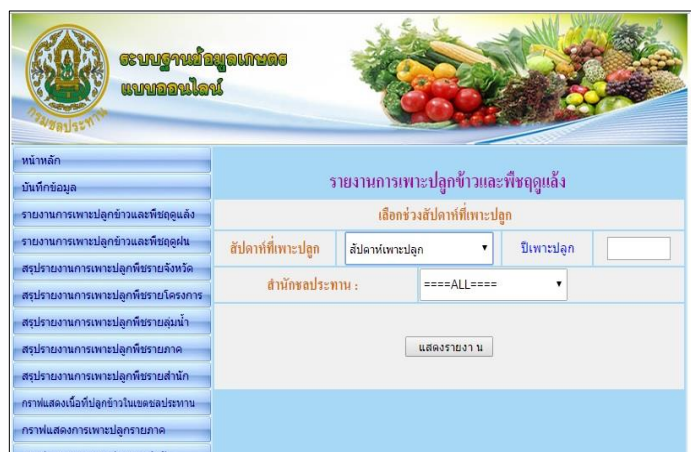 ระบบฐานข้อมูลเกษตร
แบบออนไลน์
กรมชลประทาน
หน้าหลัก
บันทึกข้อมูล
รายงานการเพาะปลูกข้าวและพืชฤดูแล้ง
รายงานการเพาะปลูกข้าวและพืชฤดูฝน
สรุปรายงานการเพาะปลูกพืชรายจังหวัด
สรุปรายงานการเพาะปลูกพืชรายโครงการ
สรุปรายงานการเพาะปลูกพืชรายลุ่มน้ำ
สรุปรายงานการเพาะปลูกพืชรายภาค
สรุปรายงานการเพาะปลูกพืชรายสำนัก
กราฟแสดงเนื้อที่ปลูกข้าวในเขตชลประทาน
กราฟแสดงการเพาะปลูกรายภาค
รายงานการเพาะปลูกข้าวและพืชฤดูแล้ง
เลือกช่วงสัปดาห์ที่เพาะปลูก
สัปดาห์ที่เพาะปลูก สัปดาห์เพาะปลูก ปีเพาะปลูก
สำนักชลประทาน : ====ALL====
แสดงรายงา น